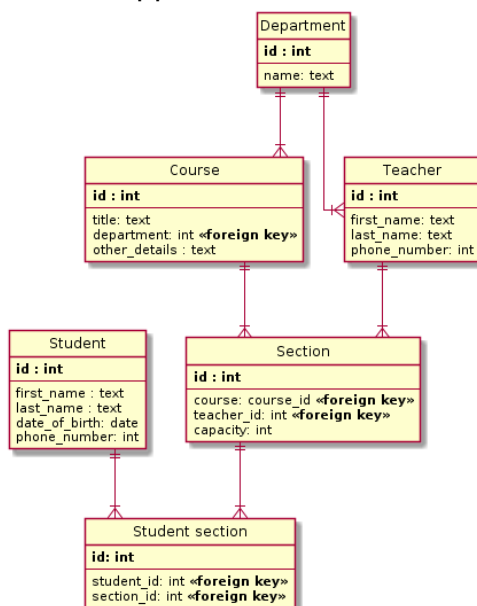 Department
id : int
name: text
Course
id : int
title: text
department: int «foreign key»
other_details : text
Teacher
id : int
first_name: text
last_name: text
phone_number: int
Student
id : int
first_name : text
last_name : text
date_of_birth: date
phone_number: int
Section
id : int
course: course_id «foreign key»
teacher_id: int «foreign key»
capacity: int
Student section
id: int
student_id: int «foreign key»
section_id: int «foreign key»